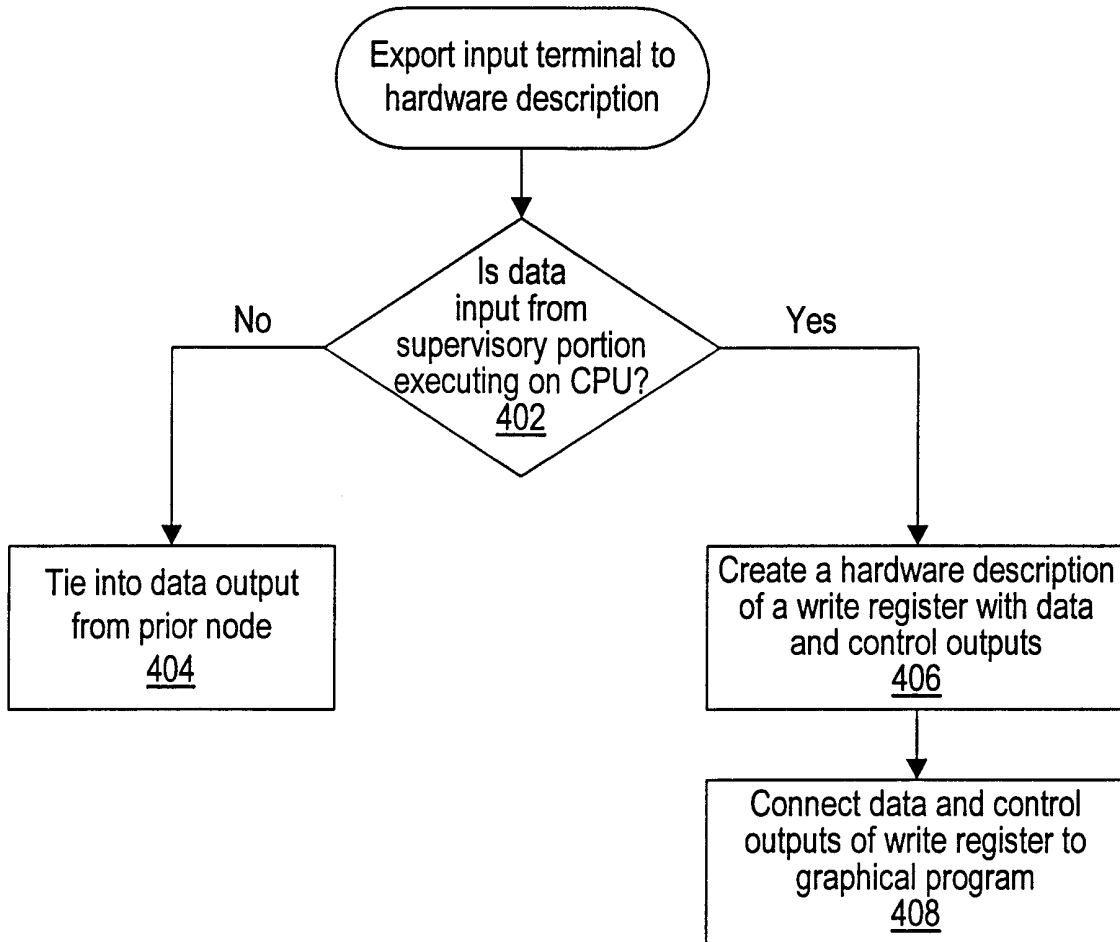 Export input terminal to
hardware description
Is data
input from
supervisory portion
executing on CPU?
402
No
Yes
Tie into data output
from prior node
404
Create a hardware description
of a write register with data
and control outputs
406
Connect data and control
outputs of write register to
graphical program
408